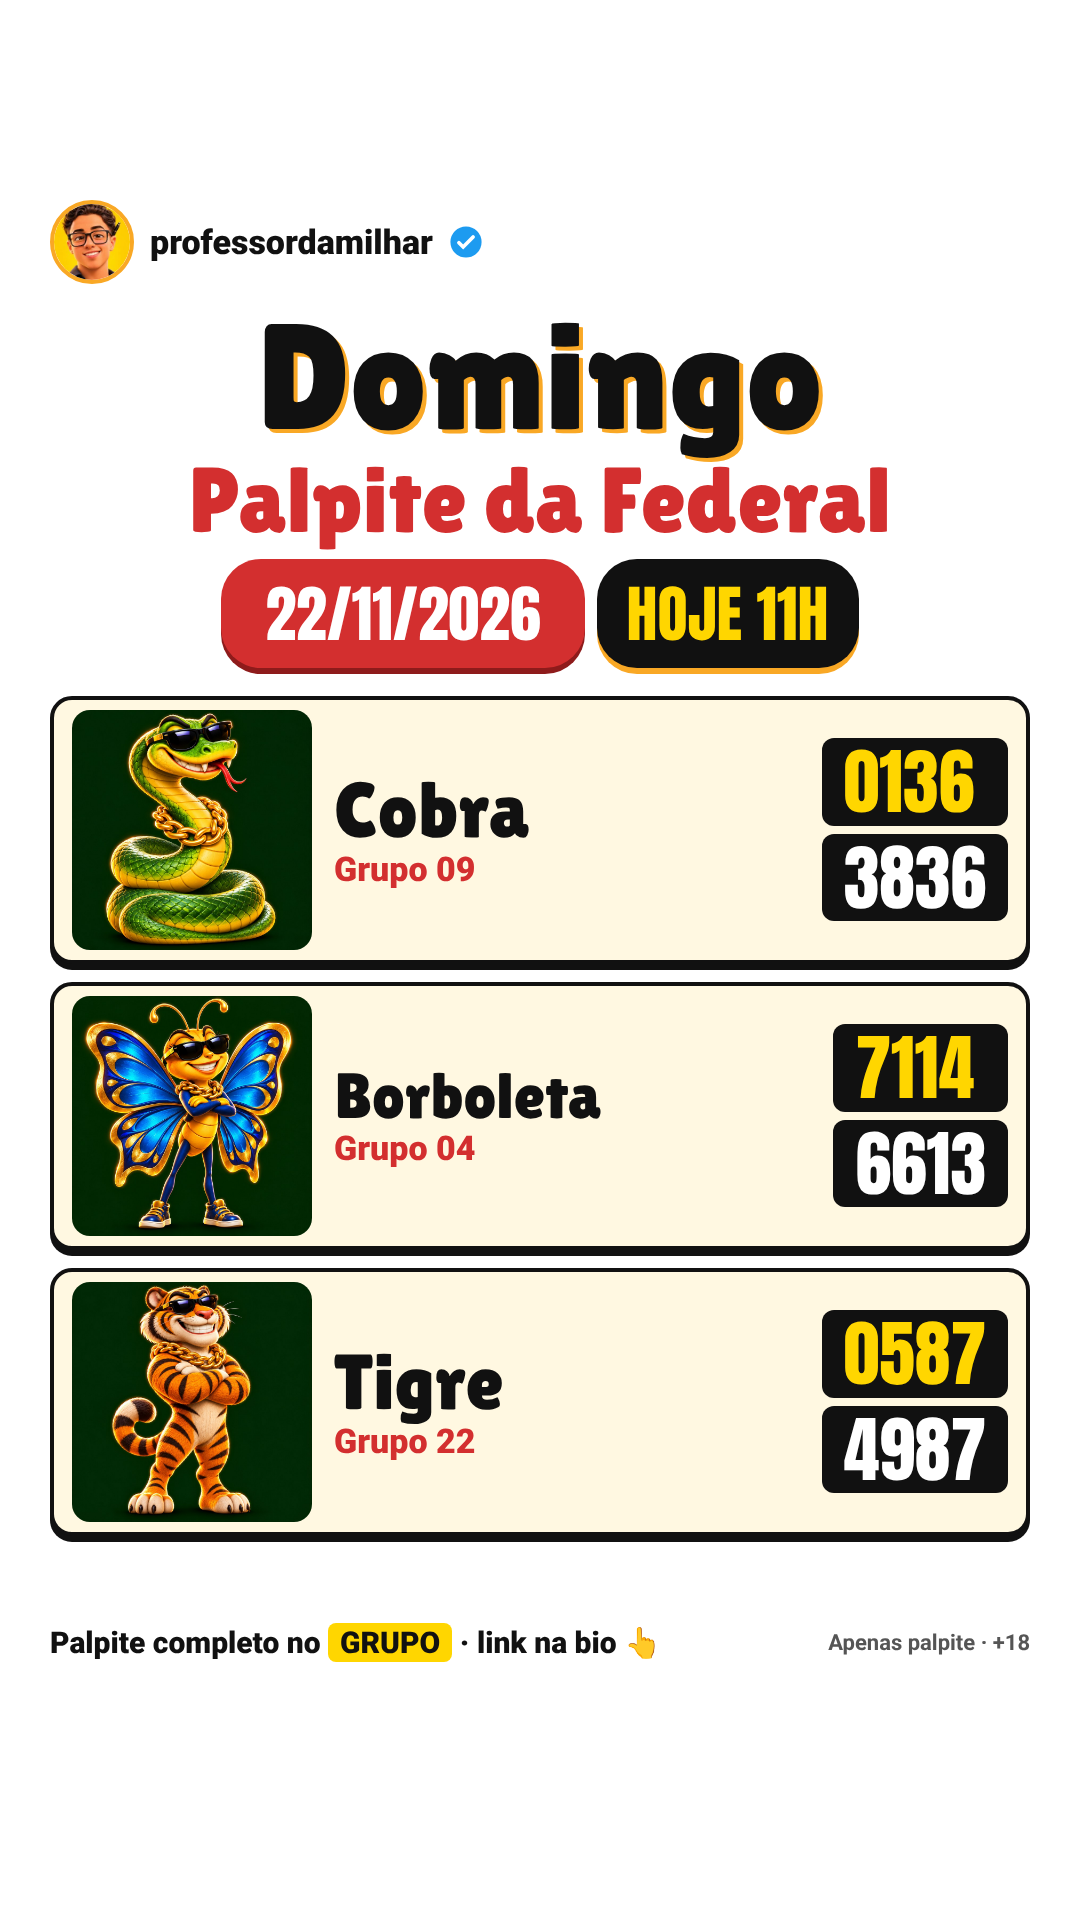 professordamilhar
Domingo
Palpite da Federal
22/11/2026 HOJE 11H
Cobra
Grupo 09
0136
3836
Borboleta
Grupo 04
7114
6613
Tigre
Grupo 22
0587
4987
Palpite completo no GRUPO · link na bio 👆
Apenas palpite · +18